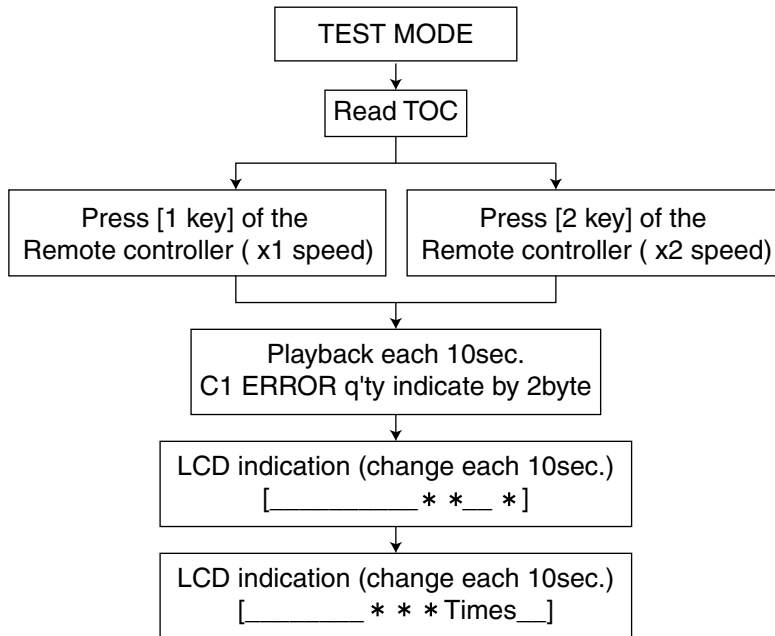 TEST MODE
Read TOC
Press [1 key] of the
Remote controller ( x1 speed)
Press [2 key] of the
Remote controller ( x2 speed)
Playback each 10sec.
C1 ERROR q'ty indicate by 2byte
LCD indication (change each 10sec.)
[__________ * *__ *]
LCD indication (change each 10sec.)
[________ * * *Times__]